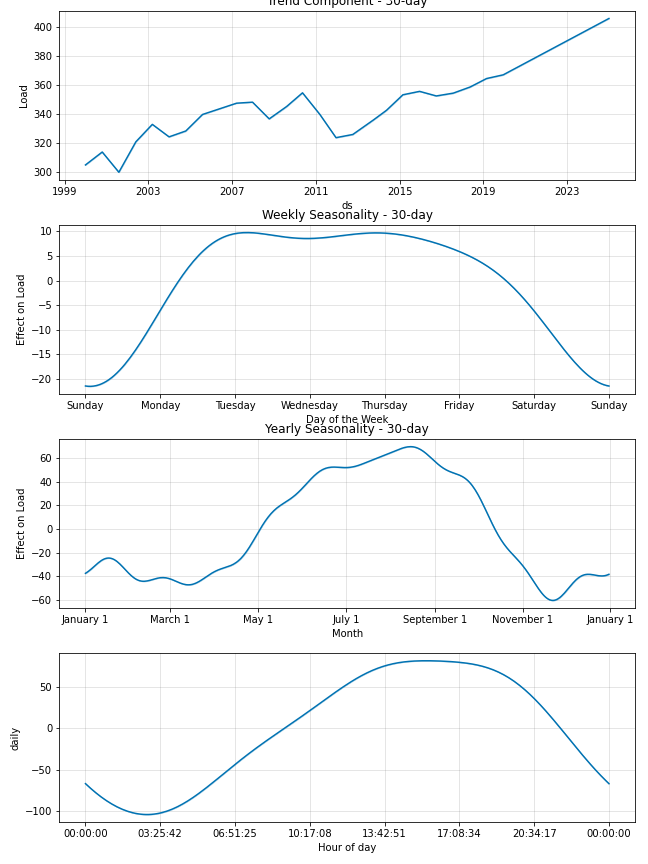 Trend Component - 30-day
400
380
360
340
320
300
Load
1999 2003 2007 2011 2015 2019 2023
ds
Weekly Seasonality - 30-day
10
5
0
−5
−10
−15
−20
Effect on Load
Sunday Monday Tuesday Wednesday Thursday Friday Saturday Sunday
Day of the Week
Yearly Seasonality - 30-day
60
40
20
0
−20
−40
−60
Effect on Load
January 1 March 1 May 1 July 1 September 1 November 1 January 1
Month
50
0
−50
−100
daily
00:00:00 03:25:42 06:51:25 10:17:08 13:42:51 17:08:34 20:34:17 00:00:00
Hour of day